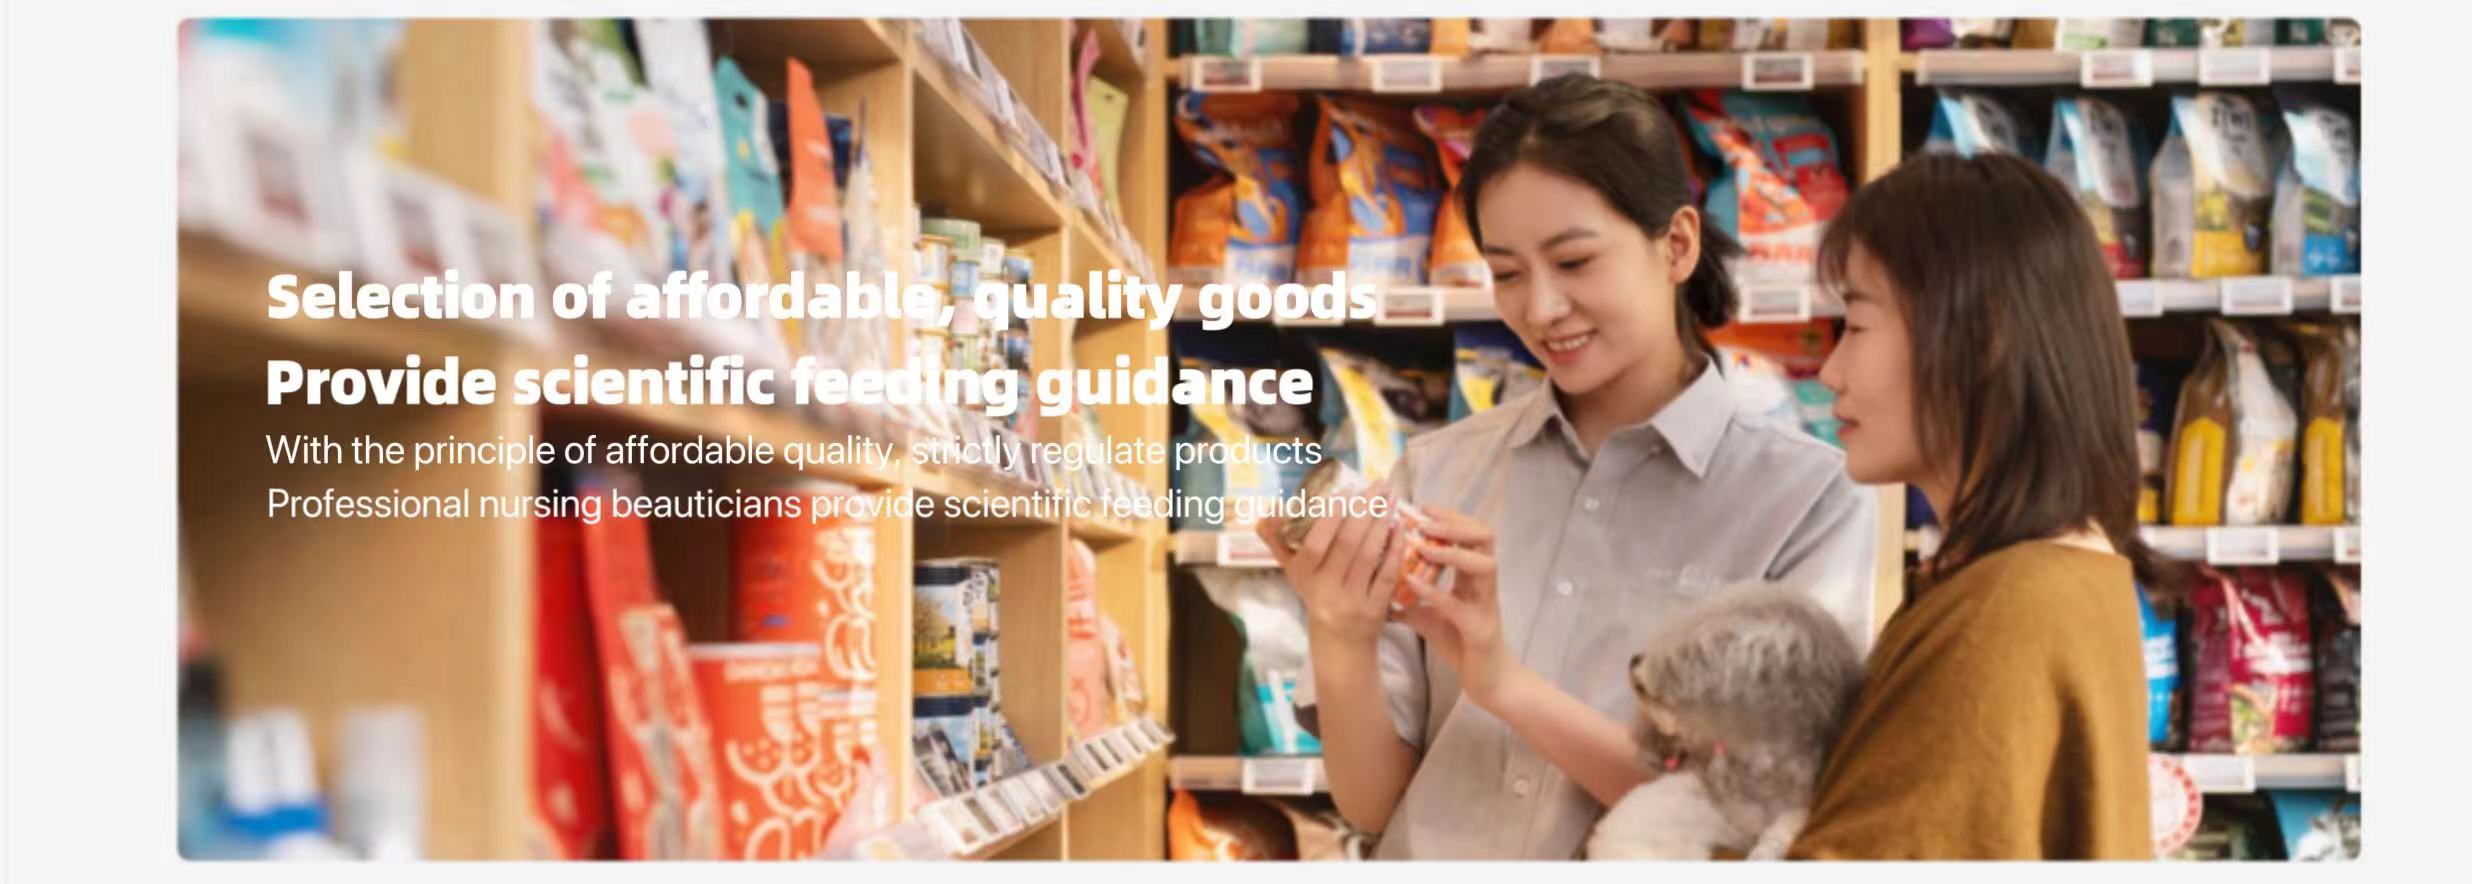 Selection of affordable, quality goods
Provide scientific feeding guidance
With the principle of affordable quality, strictly regulate products
Professional nursing beauticians provide scientific feeding guidance